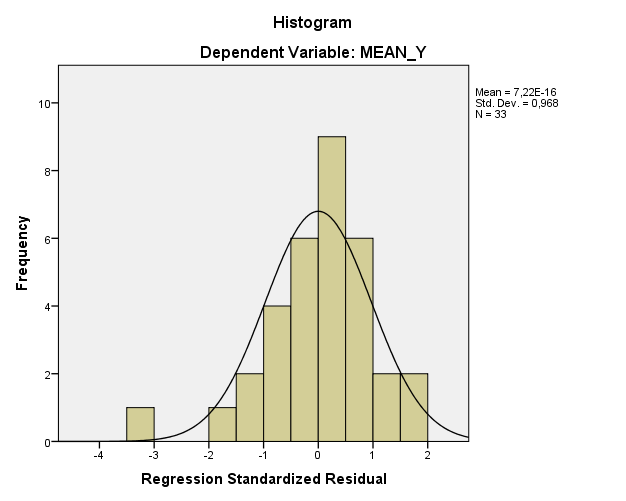 Histogram
Dependent Variable: MEAN_Y
Mean = 7,22E-16
Std. Dev. = 0,968
N = 33
Frequency
10
8
6
4
2
0
-4
-3
-2
-1
0
1
2
Regression Standardized Residual